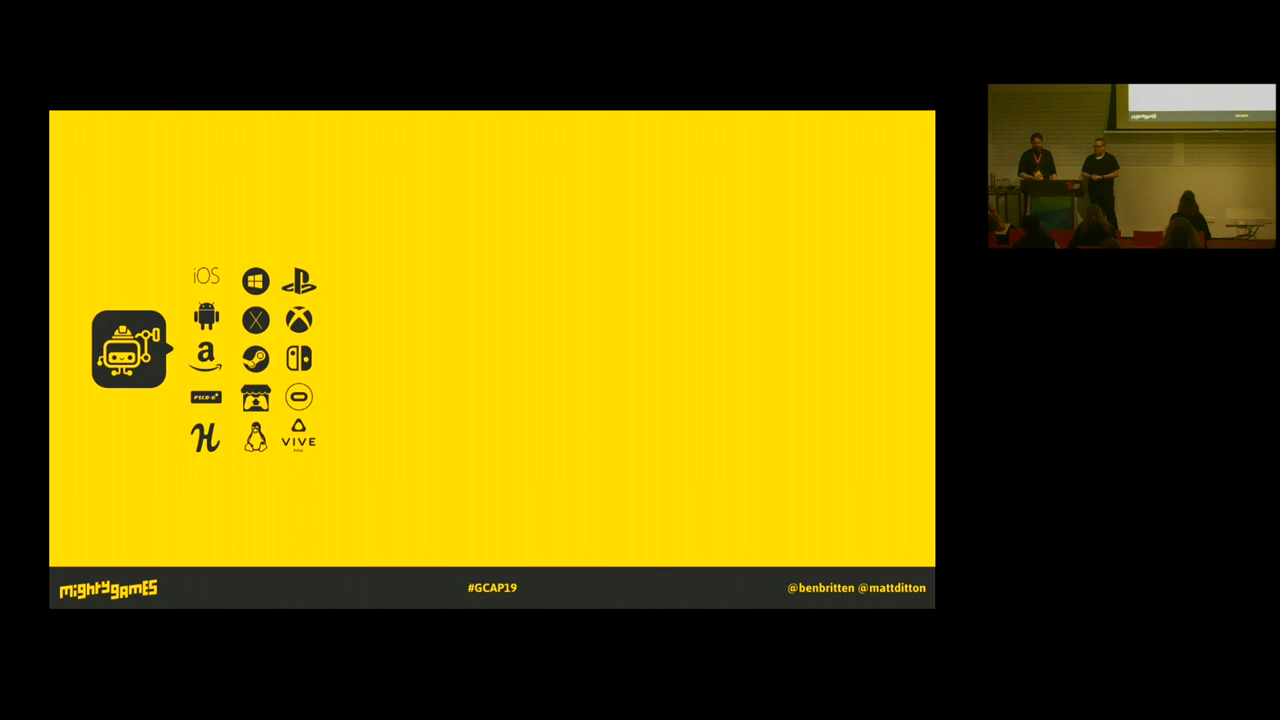 iOS
X
a
PICO-8
H
VIVE
mightygames
#GCAP19
@benbritten @mattditton